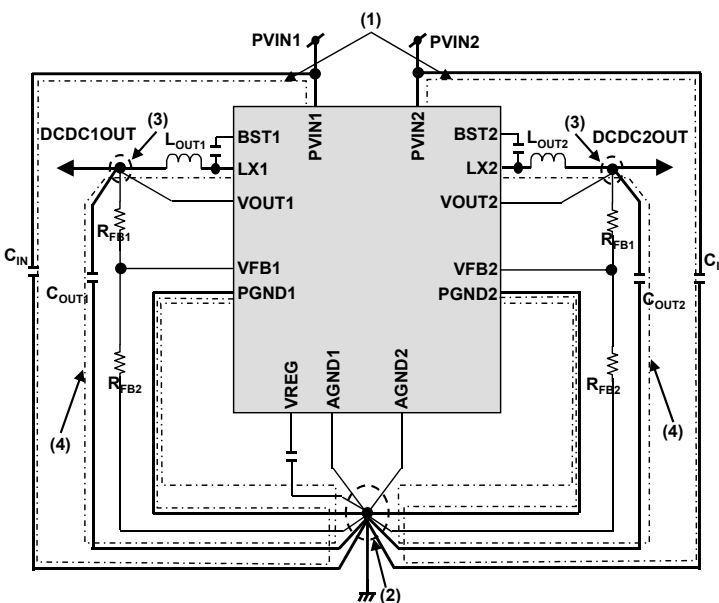 (1)
PVIN1
PVIN2
(3)
DCDC1OUT
LOUT1
BST1
PVIN1
PVIN2
BST2
LOUT2
(3)
DCDC2OUT
LX1
LX2
VOUT1
VOUT2
RFB1
RFB1
CIN
VFB1
VFB2
CI
COUT1
PGND1
PGND2
COUT2
RFB2
VREG
AGND1
AGND2
RFB2
(4)
(4)
(2)